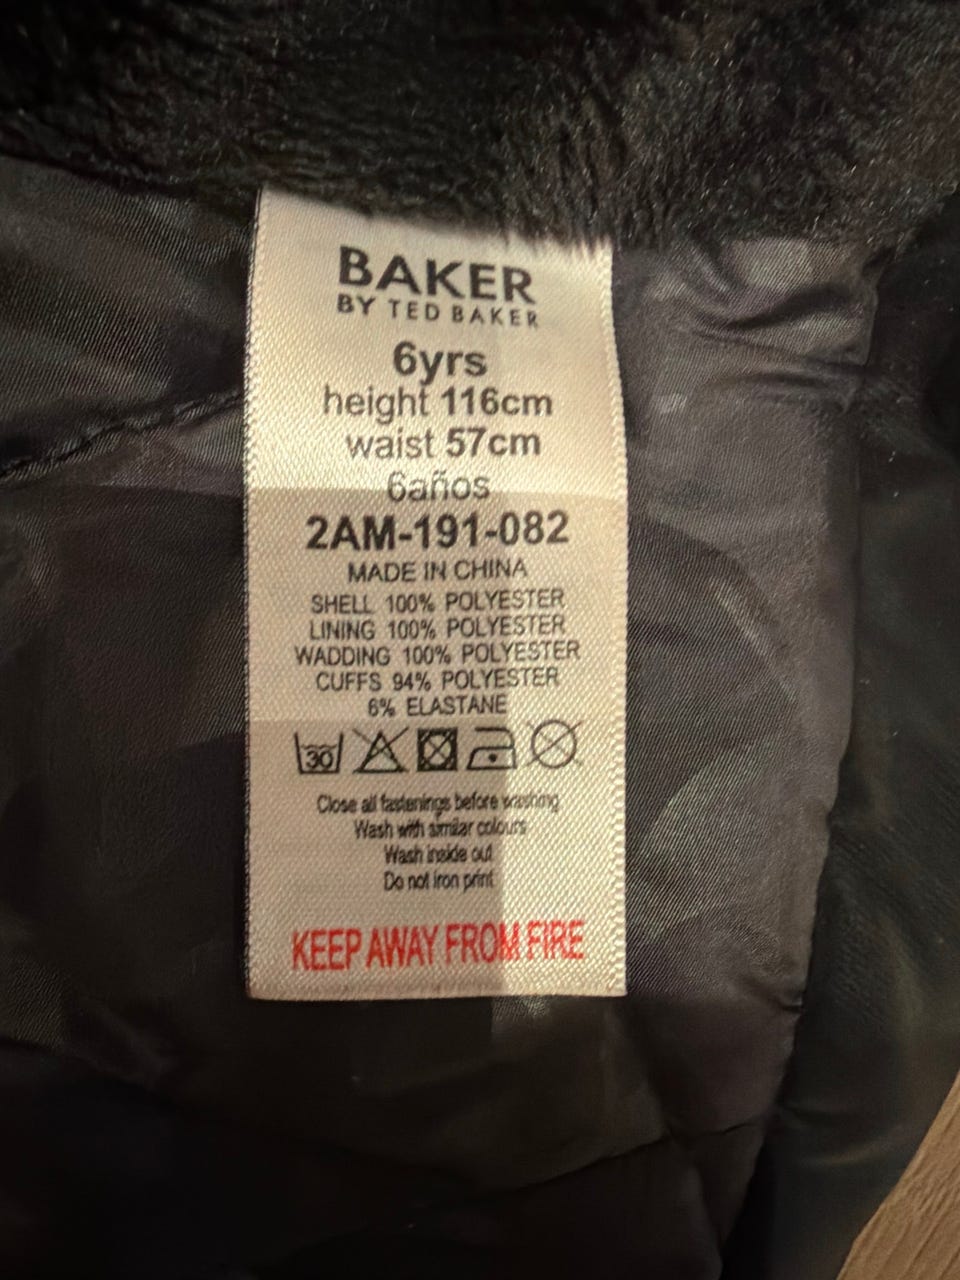 BAKER
BY TED BAKER
6yrs
height 116cm
waist 57cm
6años
2AM-191-082
MADE IN CHINA
SHELL 100% POLYESTER
LINING 100% POLYESTER
WADDING 100% POLYESTER
CUFFS 94% POLYESTER
6% ELASTANE
30
Close all fastenings before washing
Wash with similar colours
Wash inside out
Do not iron print
KEEP AWAY FROM FIRE